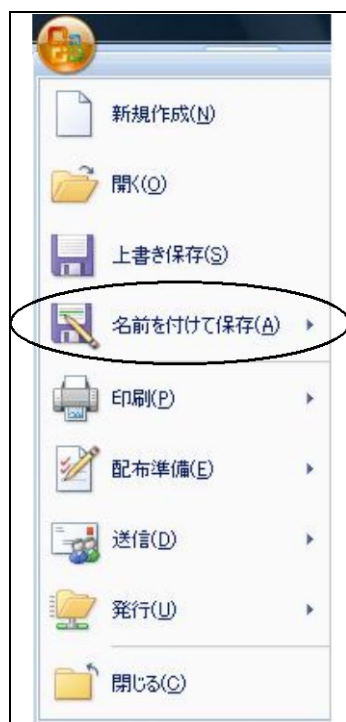 新規作成(N)
開く(O)
上書き保存(S)
名前を付けて保存(A)
印刷(P)
配布準備(E)
送信(D)
発行(U)
閉じる(C)